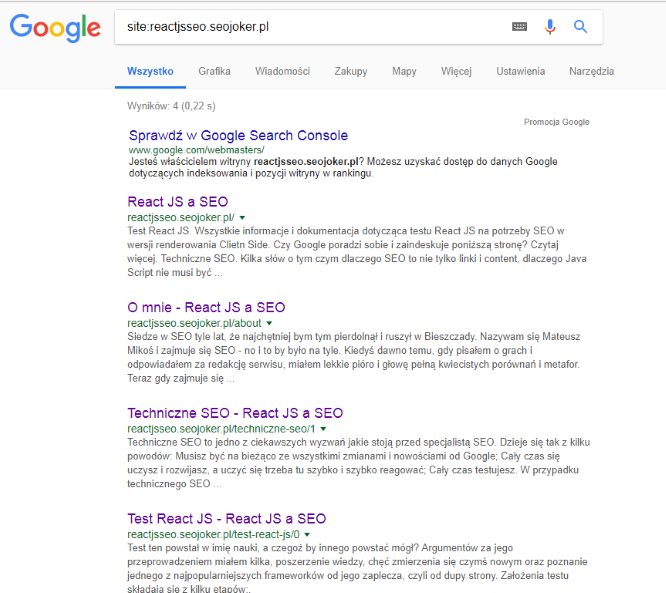 Google
site:reactjsseo.seojoker.pl
Wszystko Grafika Wiadomości Zakupy Mapy Więcej Ustawienia Narzędzia
Wyników: 4 (0,22 s)
Promocja Google
Sprawdź w Google Search Console
www.google.com/webmasters/
Jesteś właścicielem witryny reactjsseo.seojoker.pl? Możesz uzyskać dostęp do danych Google
dotyczących indeksowania i pozycji witryny w rankingu.
React JS a SEO
reactjsseo.seojoker.pl/
Test React JS. Wszystkie informacje i dokumentacja dotycząca testu React JS na potrzeby SEO w
wersji renderowania Clietn Side. Czy Google poradzi sobie i zaindeskuje poniższą stronę? Czytaj
więcej. Techniczne SEO. Kilka słów o tym czym dlaczego SEO to nie tylko linki i content, dlaczego Java
Script nie musi być ...
O mnie - React JS a SEO
reactjsseo.seojoker.pl/about
Siedze w SEO tyle lat, że najchętniej bym tym pierdolnął i ruszył w Bieszczady. Nazywam się Mateusz
Mikoś i zajmuje się SEO - no i to by było na tyle. Kiedyś dawno temu, gdy pisałem o grach i
odpowiadałem za redakcję serwisu, miałem lekkie pióro i głowę pełną kwiecistych porównań i metafor.
Teraz gdy zajmuje się ...
Techniczne SEO - React JS a SEO
reactjsseo.seojoker.pl/techniczne-seo/1
Techniczne SEO to jedno z ciekawszych wyzwań jakie stoją przed specjalistą SEO. Dzieje się tak z kilku
powodów: Musisz być na bieżąco ze wszystkimi zmianami i nowościami od Google; Cały czas się
uczysz i rozwijasz, a uczyć się trzeba tu szybko i szybko reagować; Cały czas testujesz. W przypadku
technicznego SEO ...
Test React JS - React JS a SEO
reactjsseo.seojoker.pl/test-react-js/0
Test ten powstał w imię nauki, a czegoż by innego powstać mógł? Argumentów za jego
przeprowadzeniem miałem kilka, poszerzenie wiedzy, chęć zmierzenia się czymś nowym oraz poznanie
jednego z najpopularniejszych frameworków od jego zaplecza, czyli od dupy strony. Założenia testu
składają się z kilku etapów:.